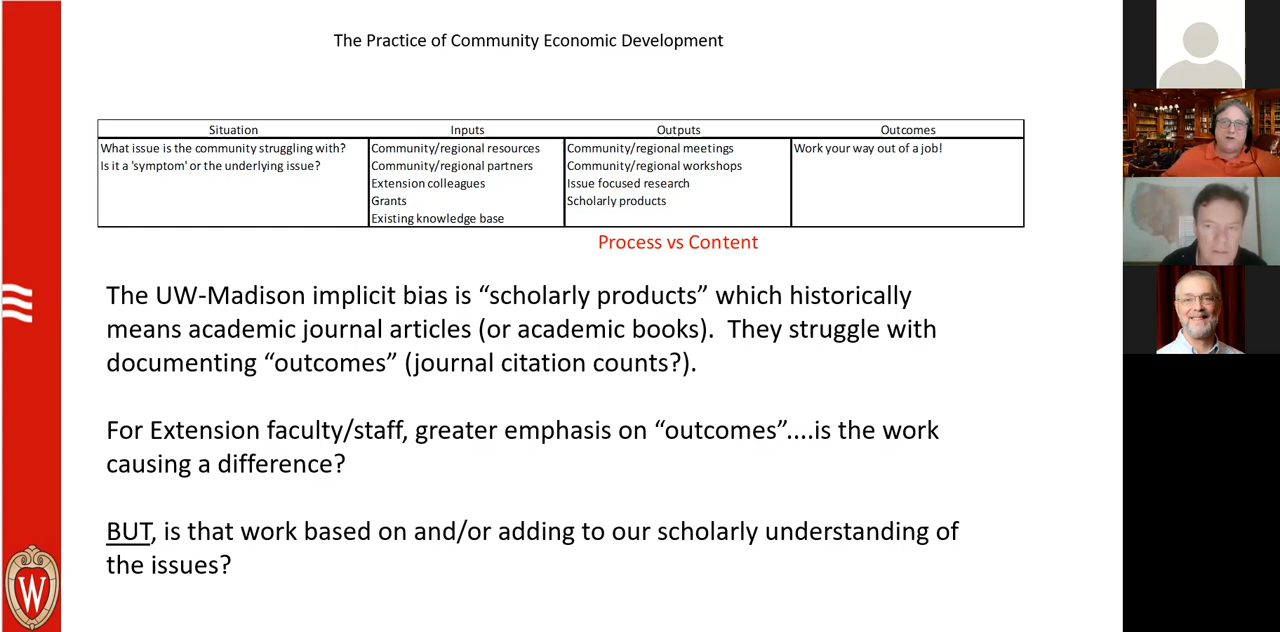 The Practice of Community Economic Development
Situation Inputs Outputs Outcomes
What issue is the community struggling with? Community/regional resources Community/regional meetings Work your way out of a job!
Is it a 'symptom' or the underlying issue? Community/regional partners Community/regional workshops
Extension colleagues Issue focused research
Grants Scholarly products
Existing knowledge base
Process vs Content
The UW-Madison implicit bias is “scholarly products” which historically
means academic journal articles (or academic books). They struggle with
documenting “outcomes” (journal citation counts?).
For Extension faculty/staff, greater emphasis on “outcomes”....is the work
causing a difference?
BUT, is that work based on and/or adding to our scholarly understanding of
the issues?
W